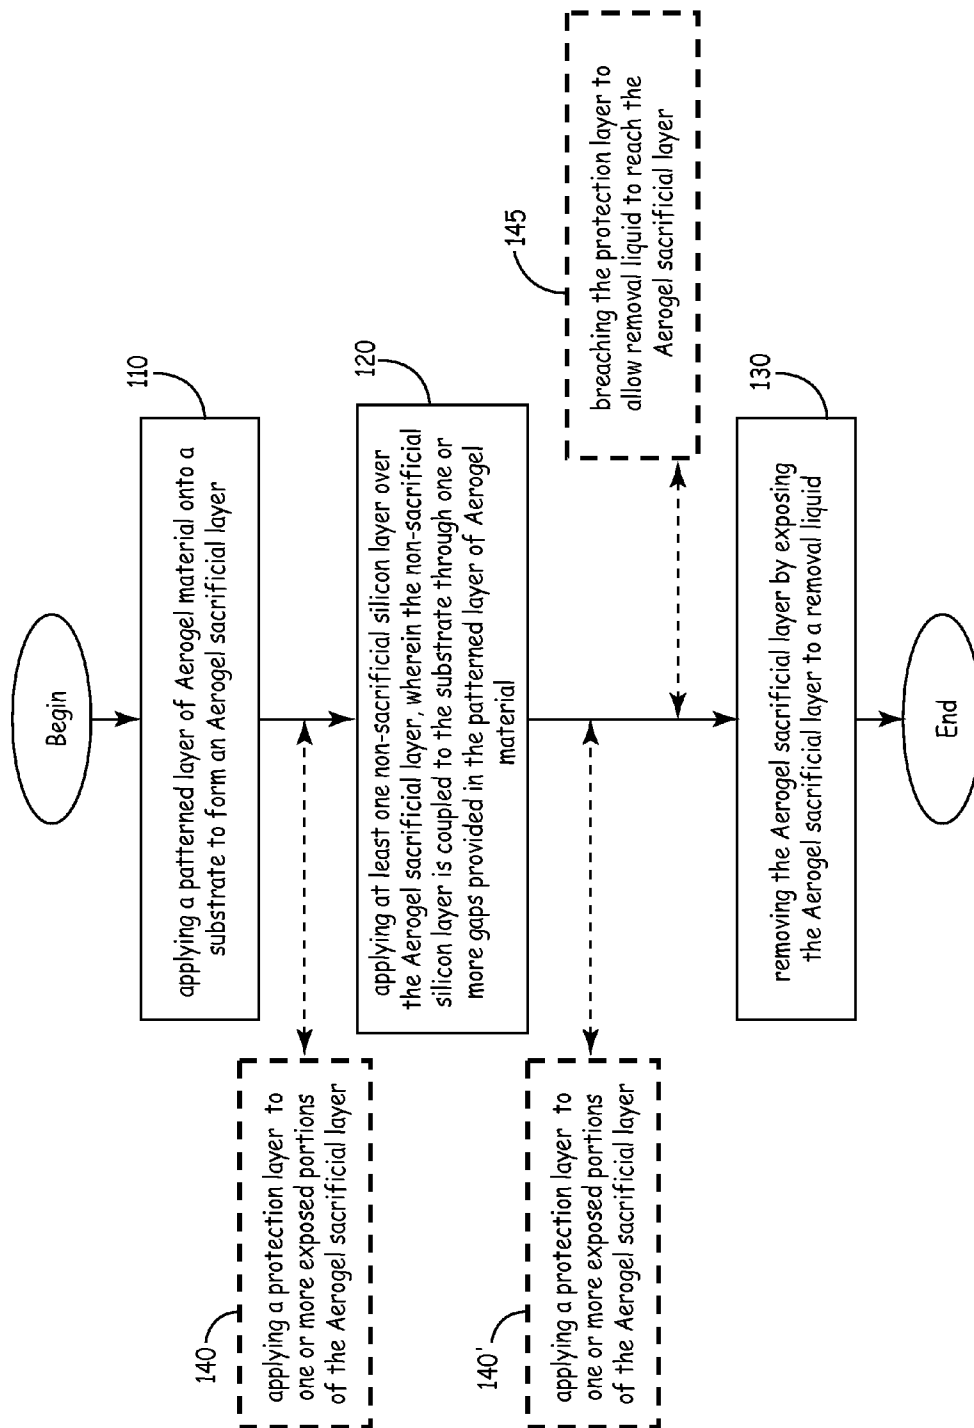 Begin
110
applying a patterned layer of Aerogel material onto a
substrate to form an Aerogel sacrificial layer
140
applying a protection layer to
one or more exposed portions
of the Aerogel sacrificial layer
120
applying at least one non-sacrificial silicon layer over
the Aerogel sacrificial layer, wherein the non-sacrificial
silicon layer is coupled to the substrate through one or
more gaps provided in the patterned layer of Aerogel
material
140'
applying a protection layer to
one or more exposed portions
of the Aerogel sacrificial layer
145
breaching the protection layer to
allow removal liquid to reach the
Aerogel sacrificial layer
130
removing the Aerogel sacrificial layer by exposing
the Aerogel sacrificial layer to a removal liquid
End